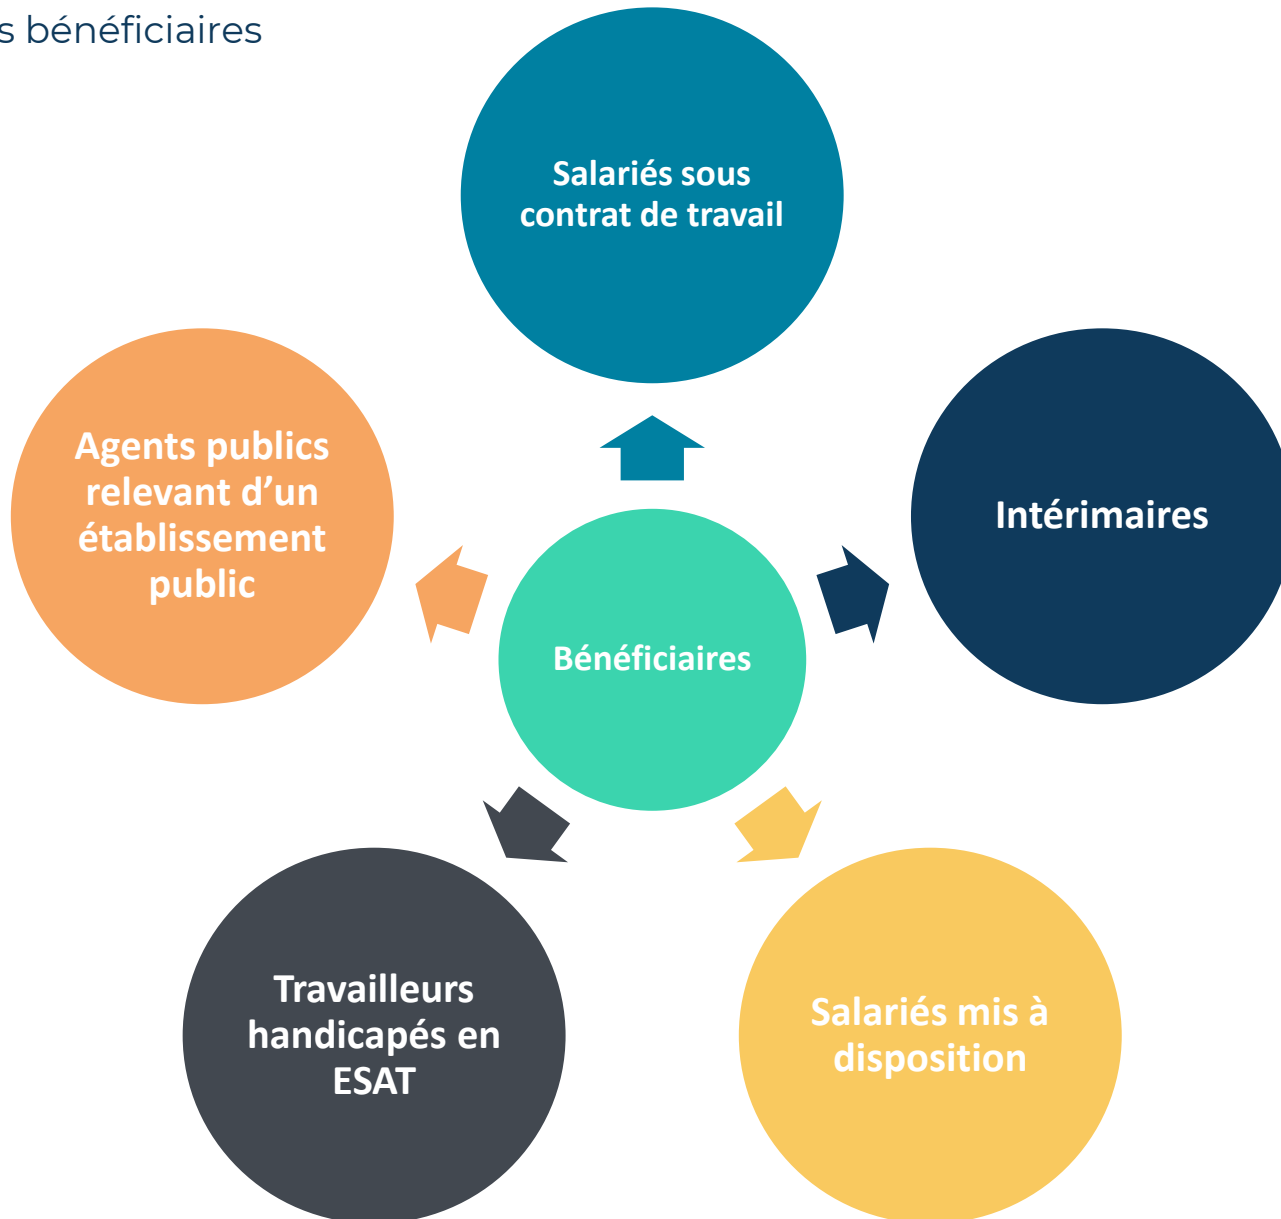 s bénéficiaires
Salariés sous
contrat de travail
Agents publics
relevant d’un
établissement
public
Intérimaires
Bénéficiaires
Travailleurs
handicapés en
ESAT
Salariés mis à
disposition